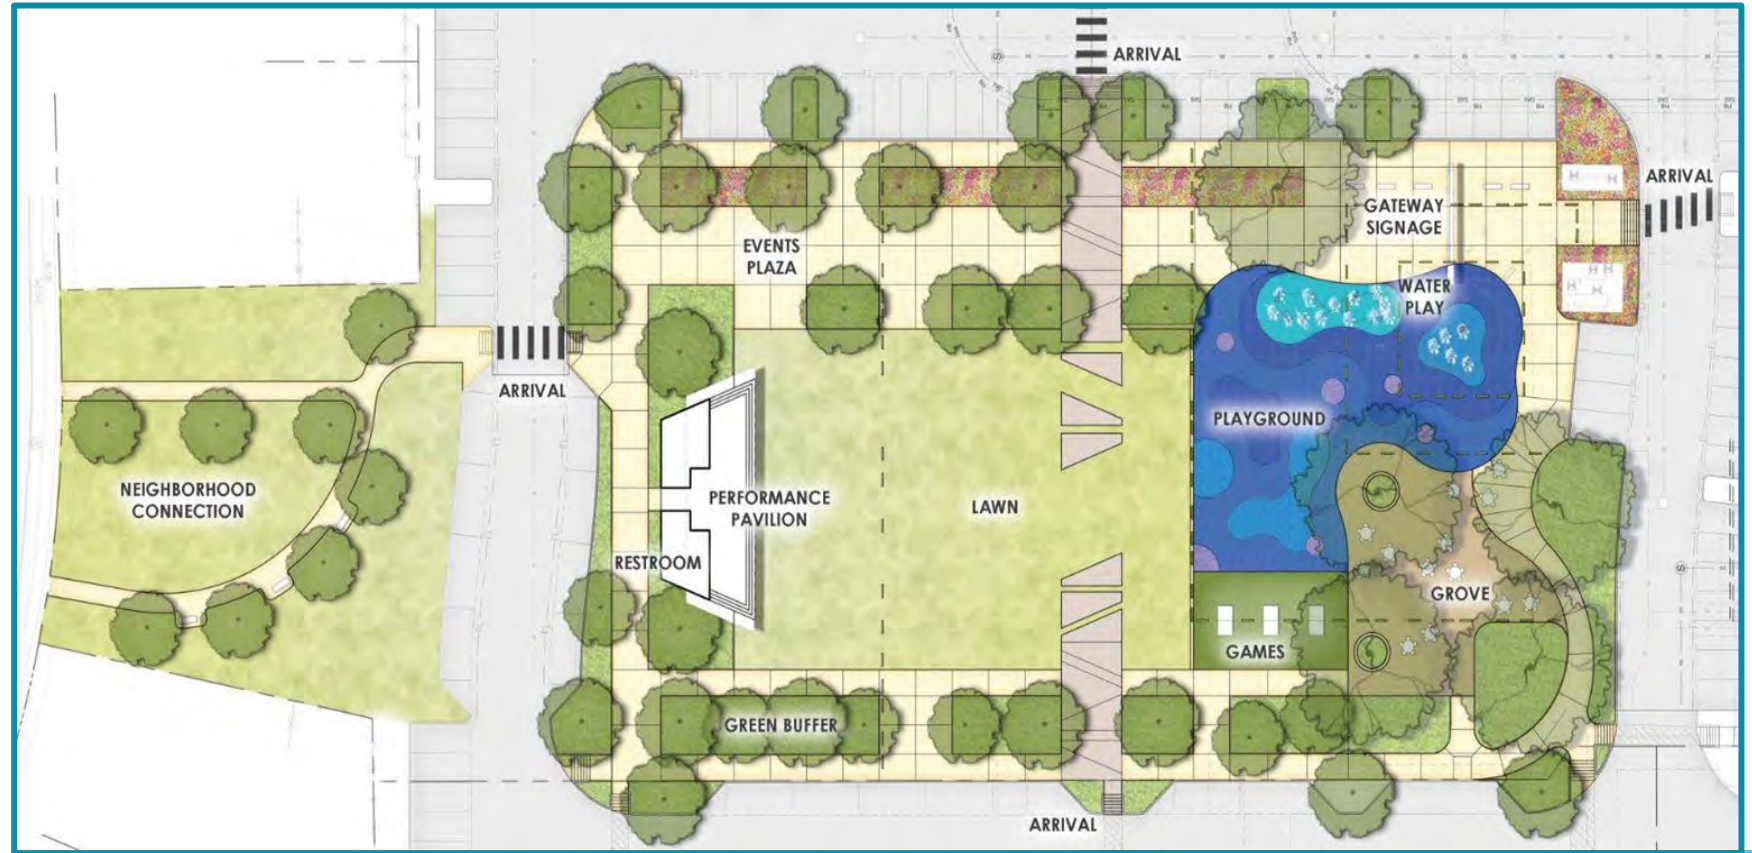 ARRIVAL
ARRIVAL
GATEWAY
SIGNAGE
EVENTS
PLAZA
WATER
PLAY
ARRIVAL
PLAYGROUND
NEIGHBORHOOD
CONNECTION
PERFORMANCE
PAVILION
LAWN
RESTROOM
GROVE
GAMES
GREEN BUFFER
ARRIVAL